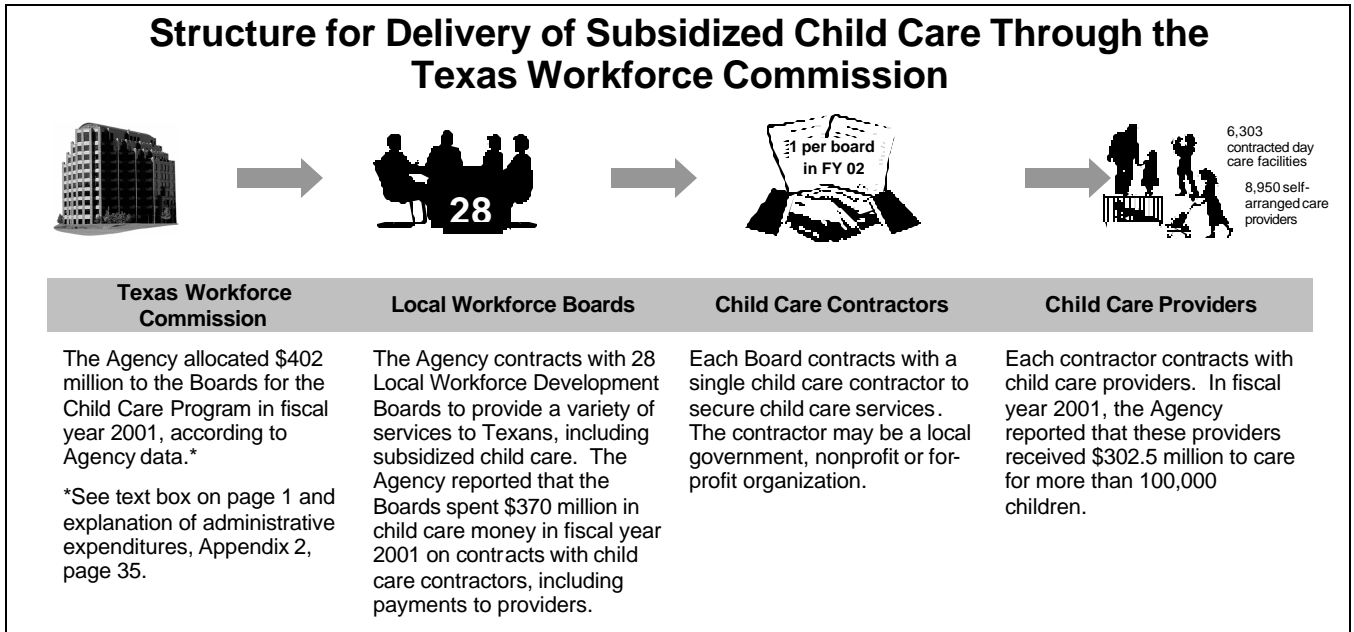 Structure for Delivery of Subsidized Child Care Through the
Texas Workforce Commission
28
1 per board
in FY 02
6,303
contracted day
care facilities
8,950 self-
arranged care
providers
Texas Workforce
Commission
The Agency allocated $402
million to the Boards for the
Child Care Program in fiscal
year 2001, according to
Agency data.*
*See text box on page 1 and
explanation of administrative
expenditures, Appendix 2,
page 35.
Local Workforce Boards
The Agency contracts with 28
Local Workforce Development
Boards to provide a variety of
services to Texans, including
subsidized child care. The
Agency reported that the
Boards spent $370 million in
child care money in fiscal year
2001 on contracts with child
care contractors, including
payments to providers.
Child Care Contractors
Each Board contracts with a
single child care contractor to
secure child care services.
The contractor may be a local
government, nonprofit or for-
profit organization.
Child Care Providers
Each contractor contracts with
child care providers. In fiscal
year 2001, the Agency
reported that these providers
received $302.5 million to care
for more than 100,000
children.